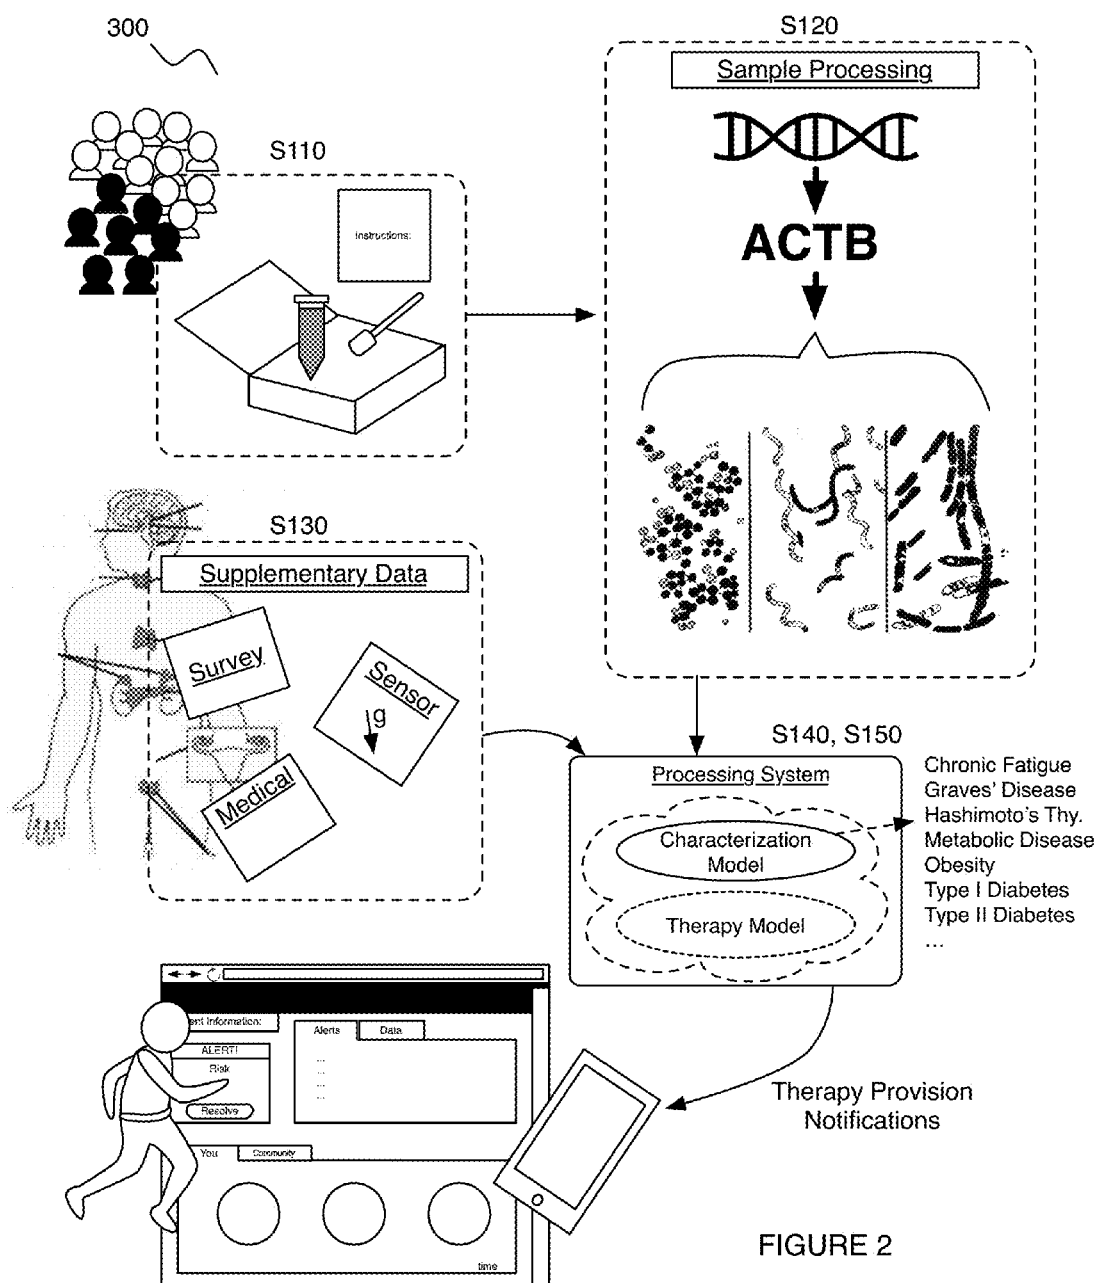 300
S110
instructions:
S120
Sample Processing
ACTB
S130
Supplementary Data
Survey
Sensor
g
Medical
S140, S150
Processing System
Characterization
Model
Therapy Model
Chronic Fatigue
Graves' Disease
Hashimoto's Thy.
Metabolic Disease
Obesity
Type I Diabetes
Type II Diabetes
...
ent Information:
ALERT!
Risk
Resolve
Alerts
Data
...
...
...
...
You
Community
time
Therapy Provision
Notifications
FIGURE 2